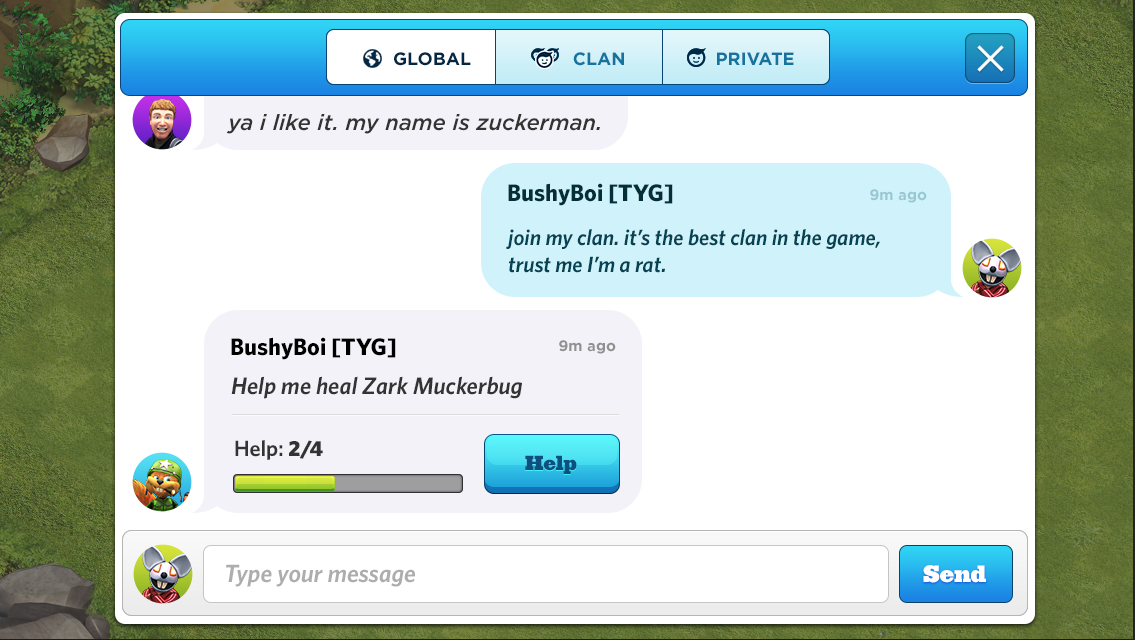 GLOBAL
CLAN
PRIVATE
ya i like it. my name is zuckerman.
BushyBoi [TYG]
9m ago
join my clan. it's the best clan in the game,
trust me I'm a rat.
BushyBoi [TYG]
9m ago
Help me heal Zark Muckerbug
Help: 2/4
Help
Type your message
Send